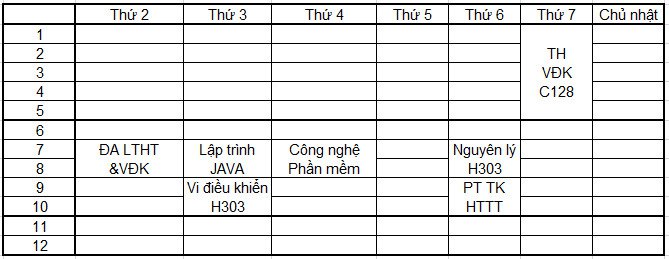 Thứ 2 Thứ 3 Thứ 4 Thứ 5 Thứ 6 Thứ 7 Chủ nhật
1
2 TH
3 VĐK
4 C128
5
6
7 ĐA LTHT Lập trình Công nghệ Nguyên lý
8 &VĐK JAVA Phần mềm H303
9 Vi điều khiển PT TK
10 H303 HTTT
11
12